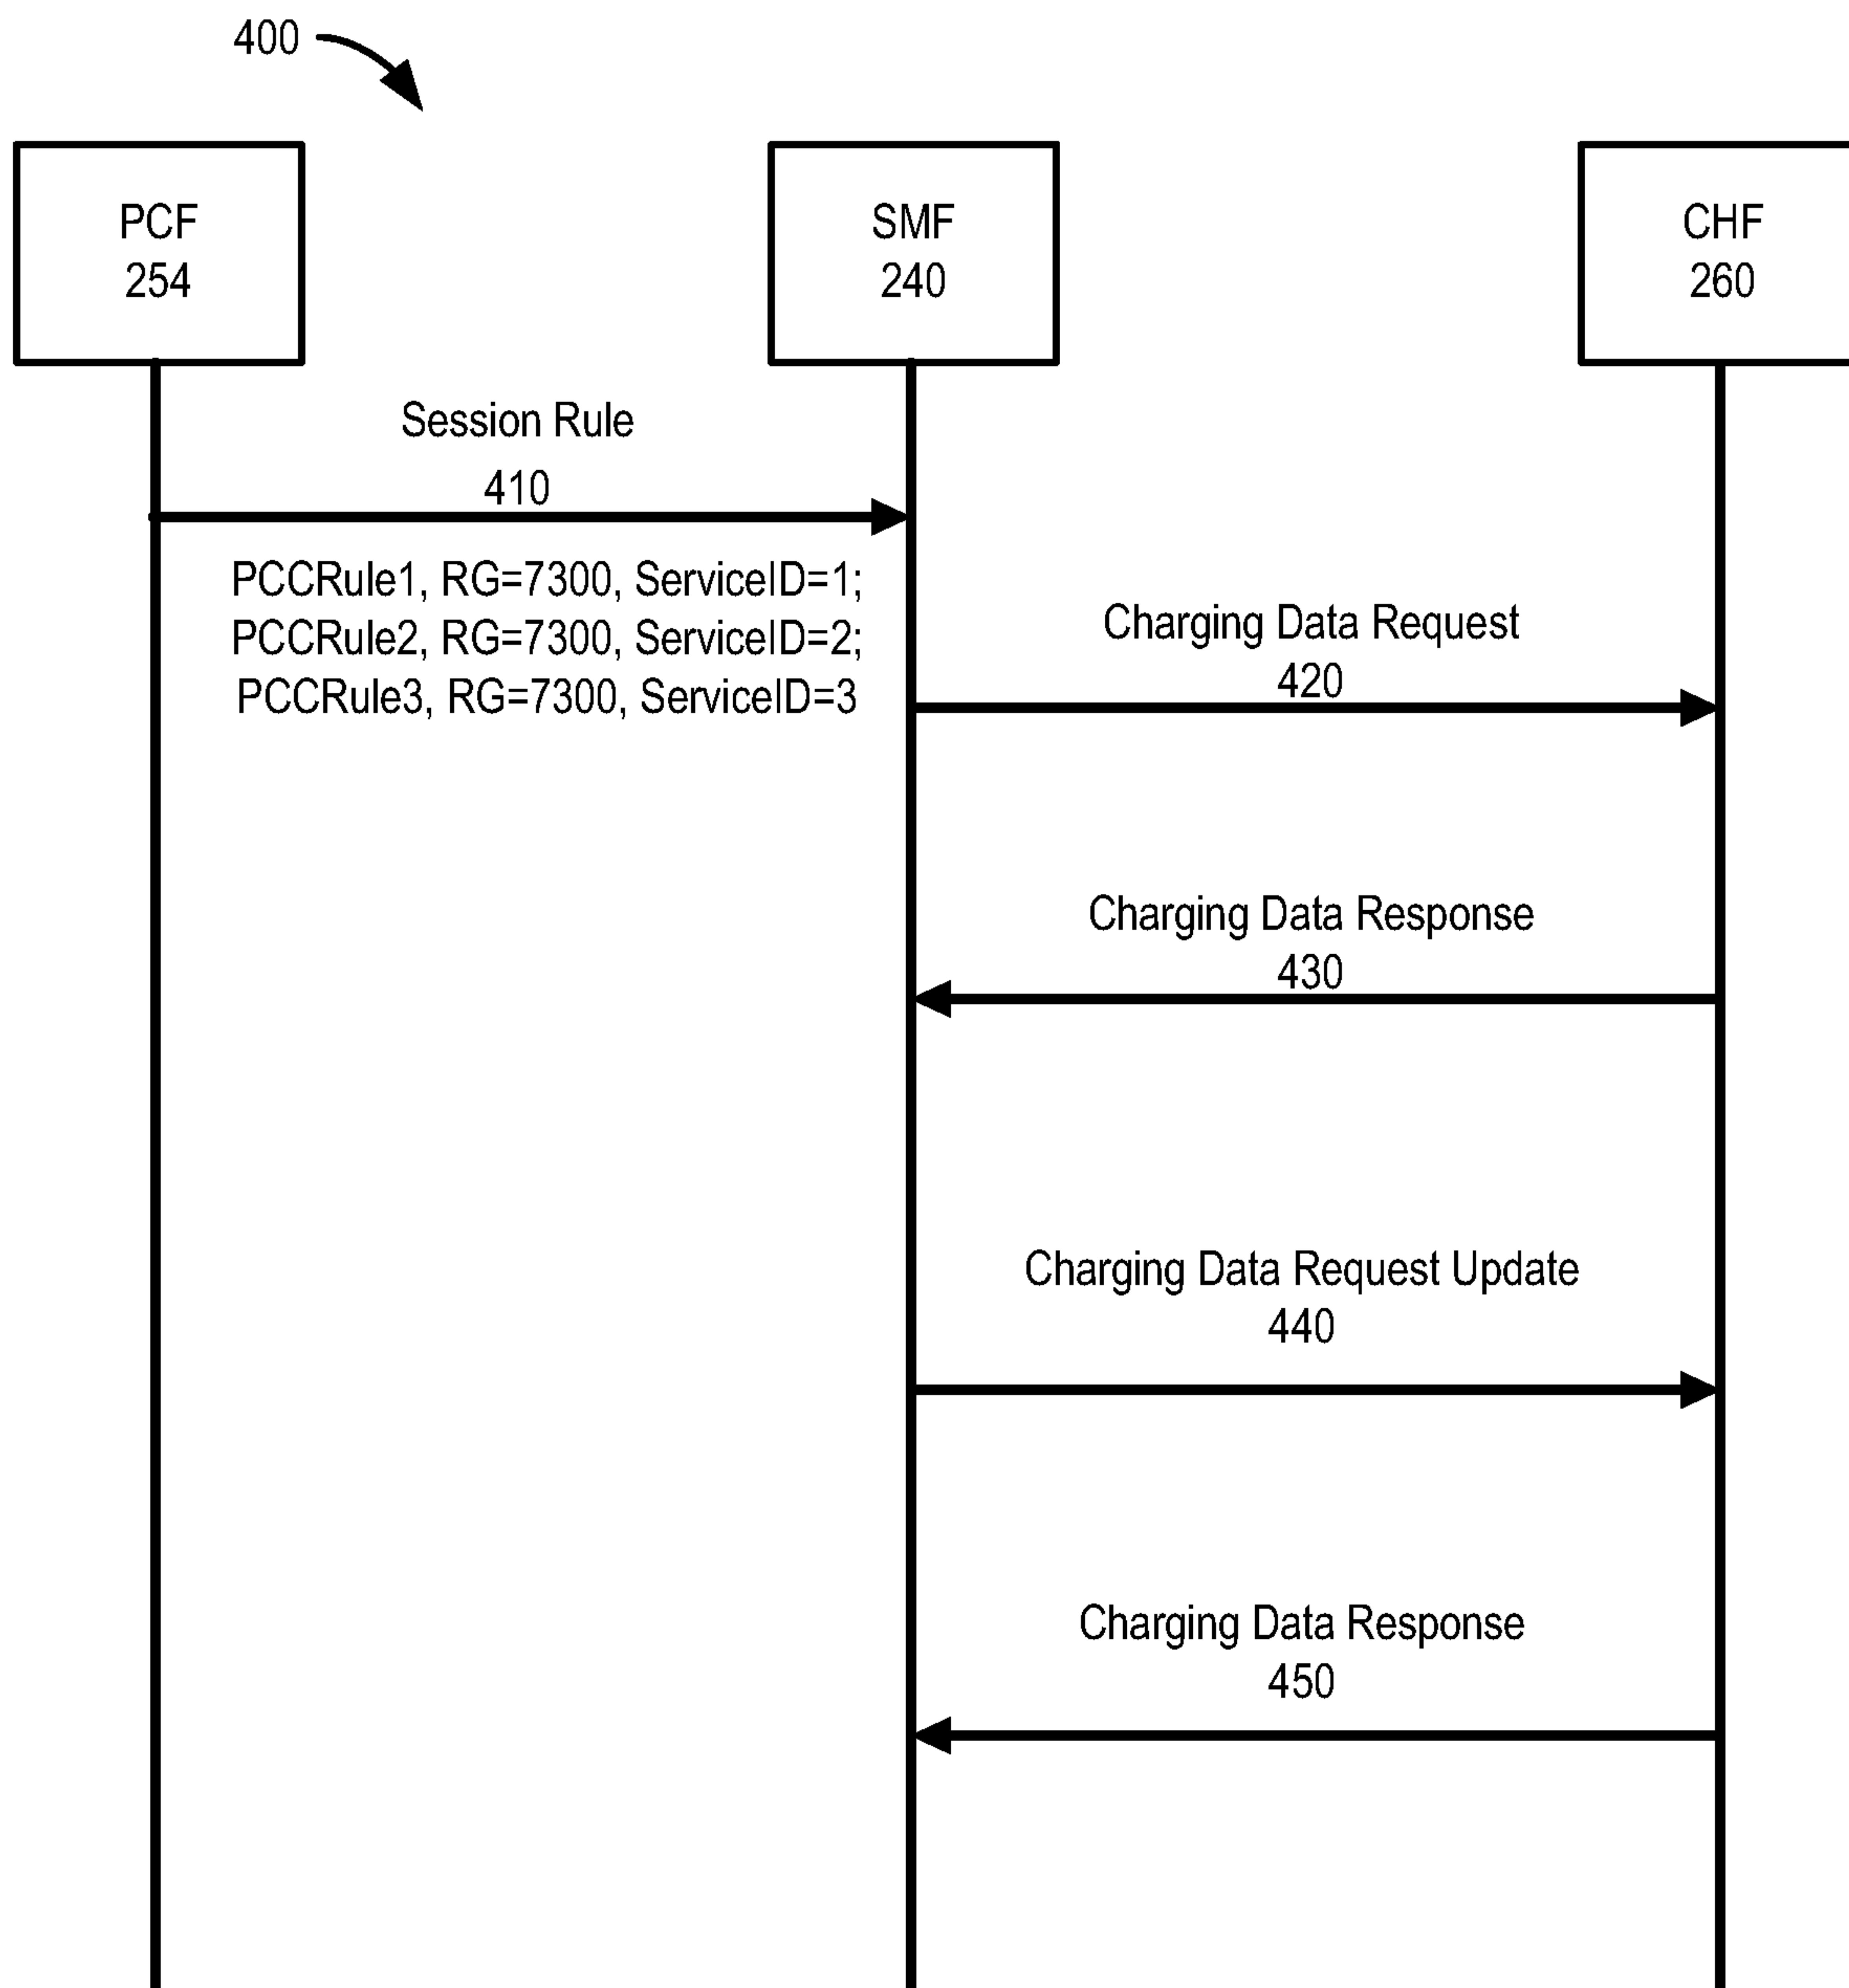 400
PCF
254
SMF
240
CHF
260
Session Rule
410
PCCRule1, RG=7300, ServiceID=1;
PCCRule2, RG=7300, ServiceID=2;
PCCRule3, RG=7300, ServiceID=3
Charging Data Request
420
Charging Data Response
430
Charging Data Request Update
440
Charging Data Response
450